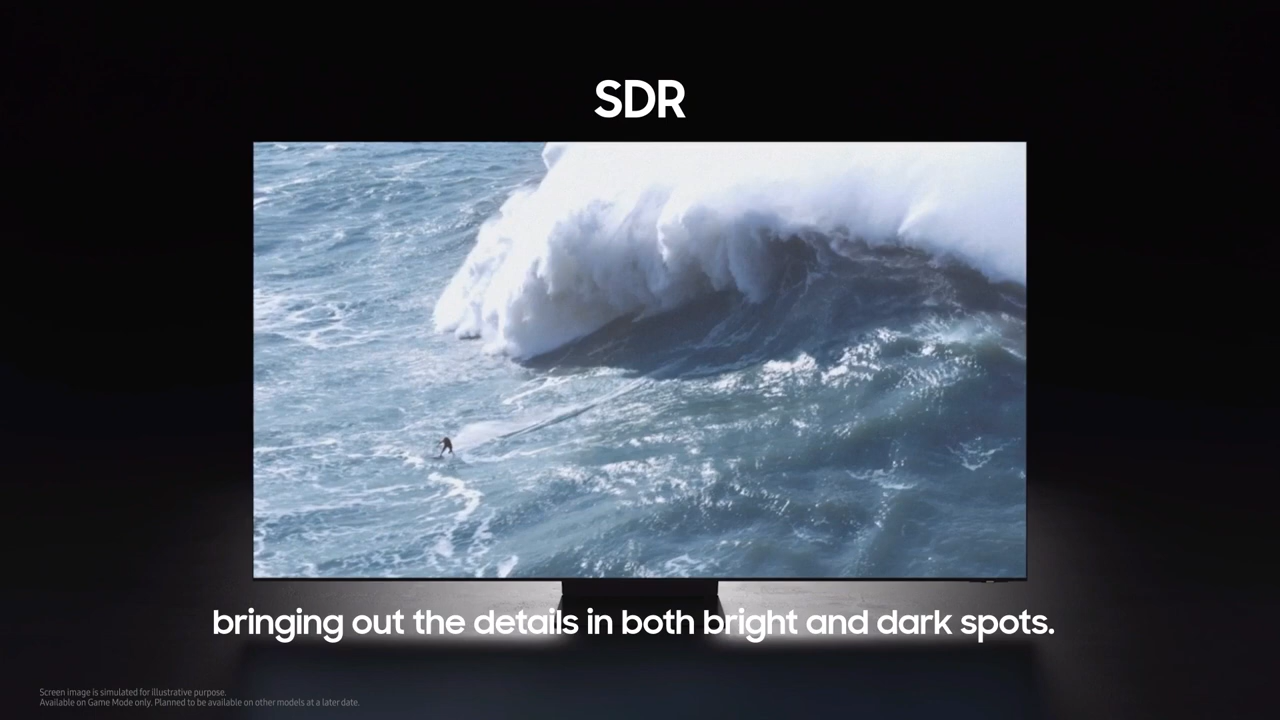 SDR
bringing out the details in both bright and dark spots.
Screen image is simulated for illustrative purpose.
Available on Game Mode only. Planned to be available on other models at a later date.